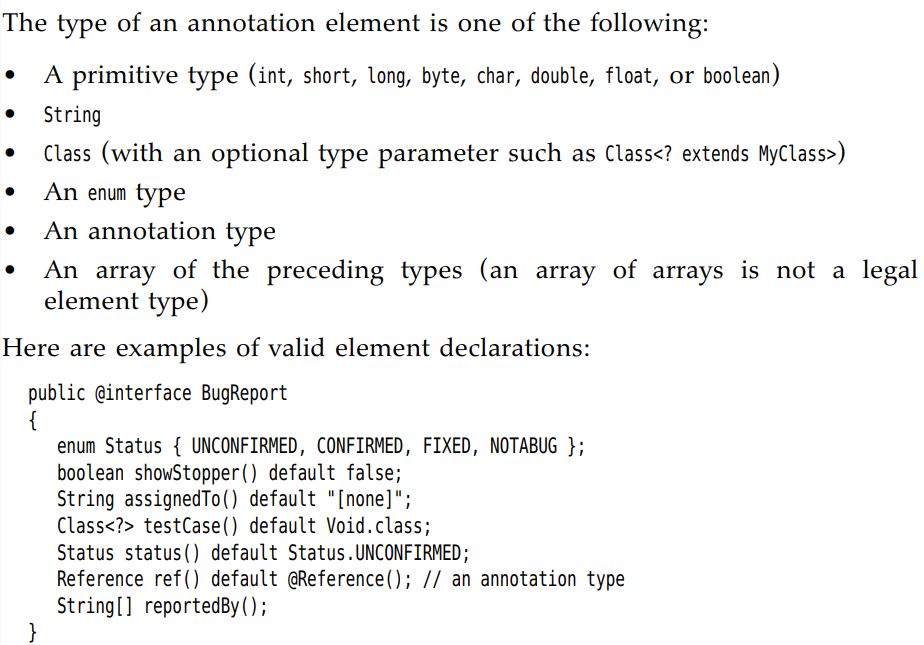 The type of an annotation element is one of the following:
• A primitive type (int, short, long, byte, char, double, float, or boolean)
• String
• Class (with an optional type parameter such as Class<? extends MyClass>)
• An enum type
• An annotation type
• An array of the preceding types (an array of arrays is not a legal
element type)
Here are examples of valid element declarations:
public @interface BugReport
{
enum Status { UNCONFIRMED, CONFIRMED, FIXED, NOTABUG };
boolean showStopper() default false;
String assignedTo() default "[none]";
Class<?> testCase() default Void.class;
Status status() default Status.UNCONFIRMED;
Reference ref() default @Reference(); // an annotation type
String[] reportedBy();
}